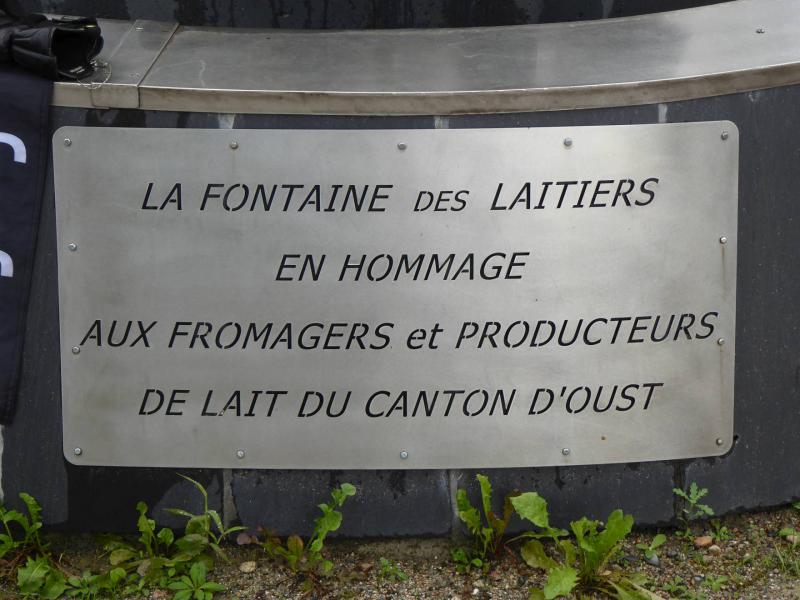 LA FONTAINE DES LAITIERS
EN HOMMAGE
AUX FROMAGERS et PRODUCTEURS
DE LAIT DU CANTON D'OUST